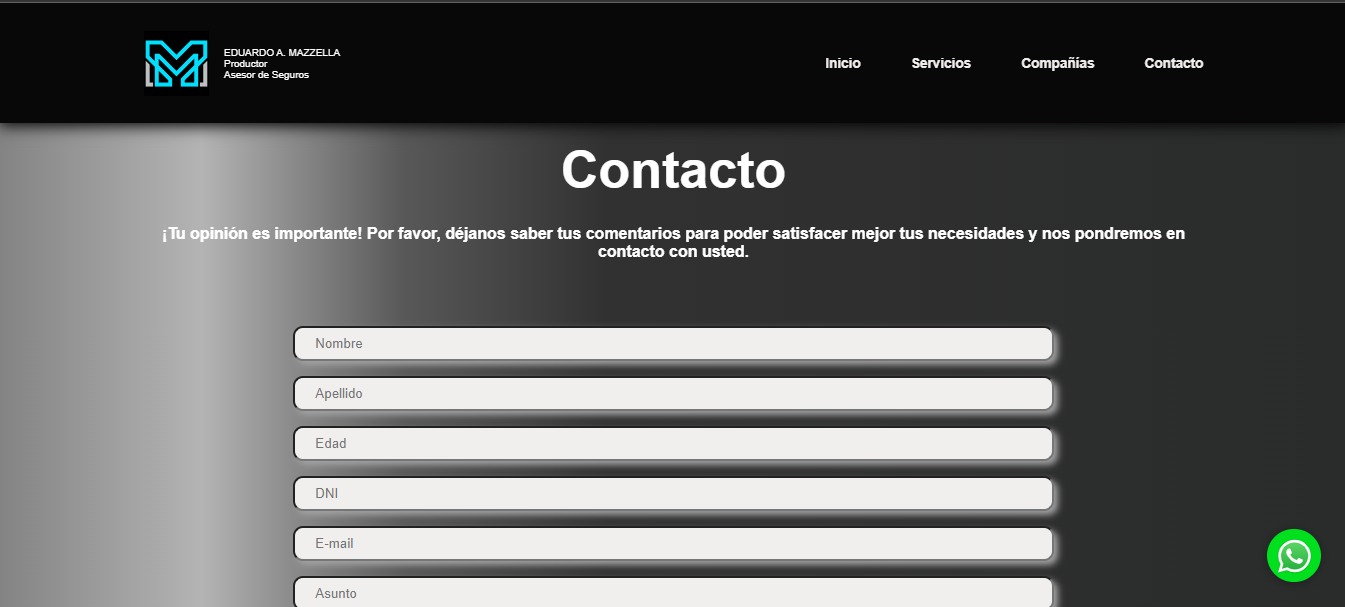 EDUARDO A. MAZZELLA
Productor
Asesor de Seguros
Inicio
Servicios
Compañías
Contacto
Contacto
¡Tu opinión es importante! Por favor, déjanos saber tus comentarios para poder satisfacer mejor tus necesidades y nos pondremos en
contacto con usted.
Nombre
Apellido
Edad
DNI
E-mail
Asunto